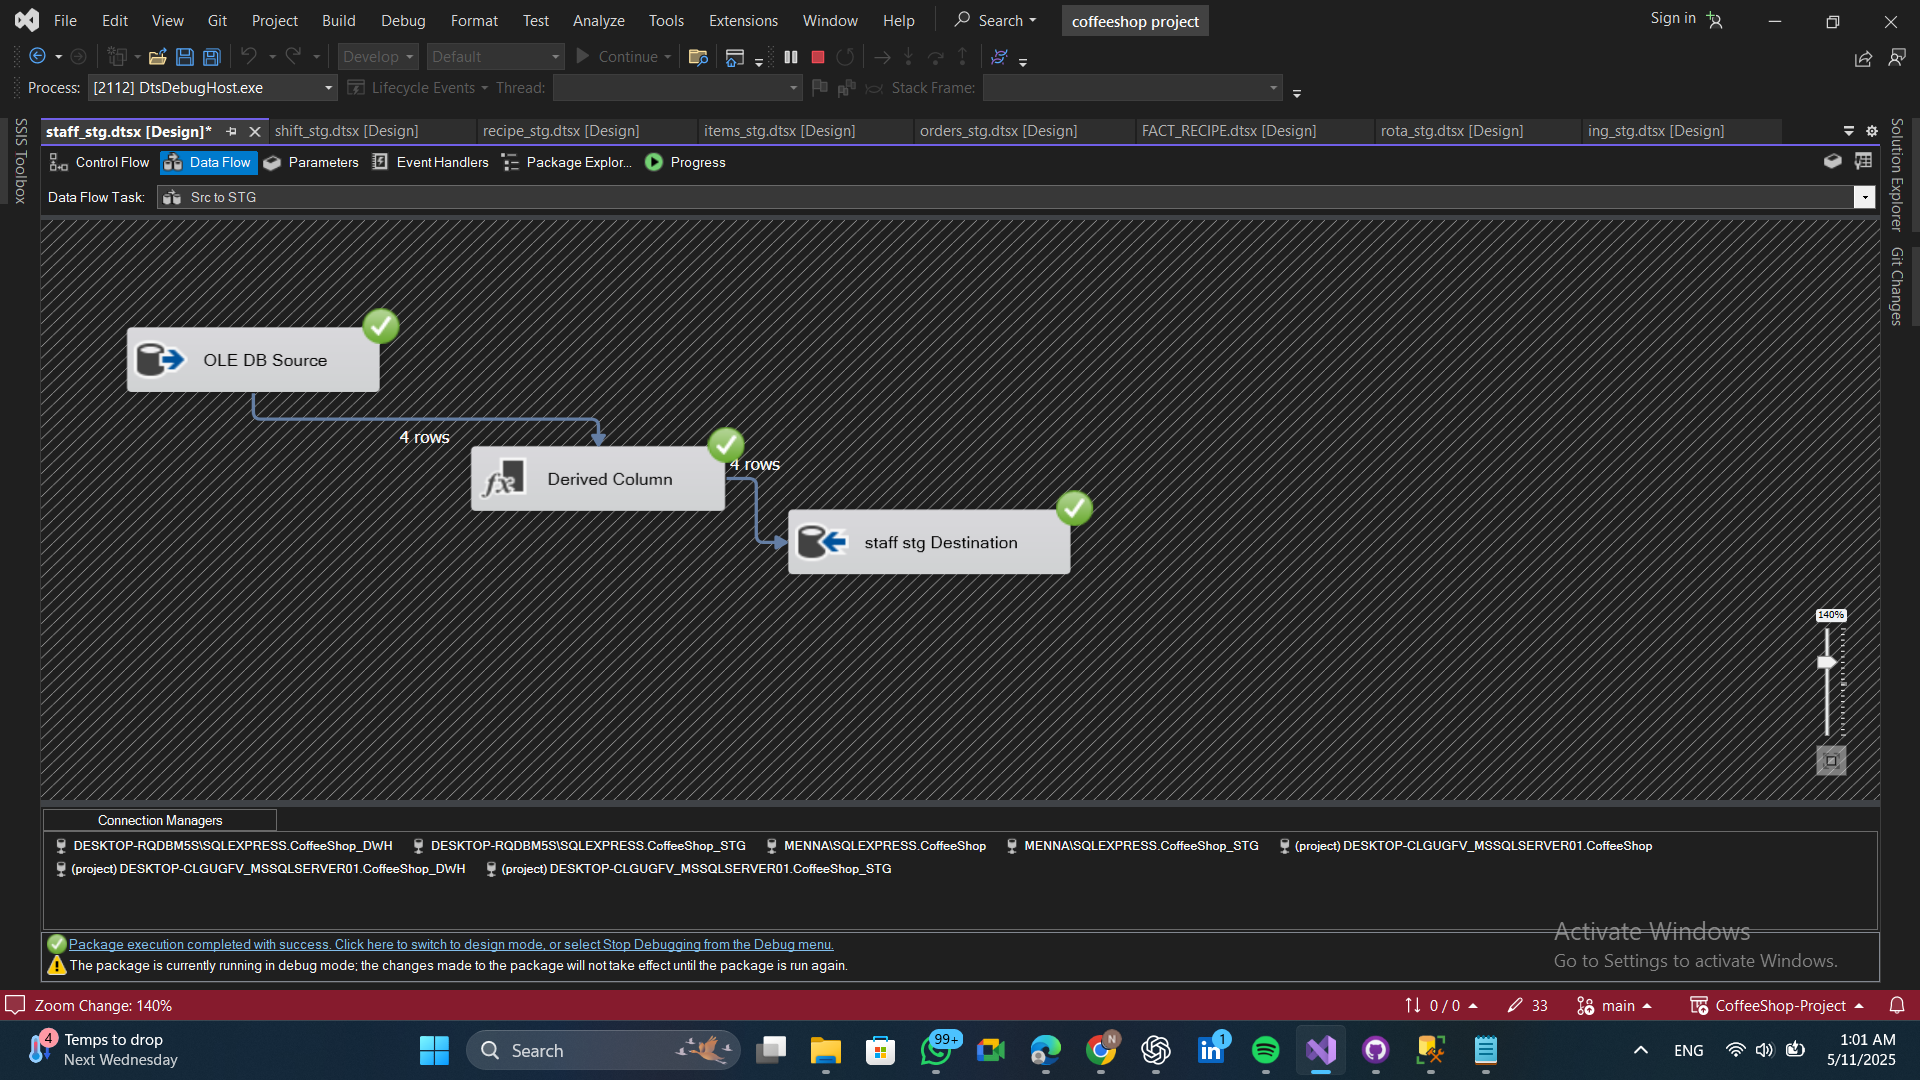 File Edit View Git Project Build Debug Format Test Analyze Tools Extensions Window Help Search coffeeshop project Sign in
Develop Default Continue
Process: [2112] DtsDebugHost.exe Lifecycle Events Thread: Stack Frame:
SSIS Toolbox
staff_stg.dtsx [Design]* shift_stg.dtsx [Design] recipe_stg.dtsx [Design] items_stg.dtsx [Design] orders_stg.dtsx [Design] FACT_RECIPE.dtsx [Design] rota_stg.dtsx [Design] ing_stg.dtsx [Design]
Solution Explorer
Git Changes
Control Flow Data Flow Parameters Event Handlers Package Explor... Progress
Data Flow Task: Src to STG
OLE DB Source
4 rows
Derived Column
4 rows
staff stg Destination
140%
Connection Managers
DESKTOP-RQDBM5S\SQLEXPRESS.CoffeeShop_DWH DESKTOP-RQDBM5S\SQLEXPRESS.CoffeeShop_STG MENNA\SQLEXPRESS.CoffeeShop MENNA\SQLEXPRESS.CoffeeShop_STG (project) DESKTOP-CLGUGFV_MSSQLSERVER01.CoffeeShop
(project) DESKTOP-CLGUGFV_MSSQLSERVER01.CoffeeShop_DWH (project) DESKTOP-CLGUGFV_MSSQLSERVER01.CoffeeShop_STG
Activate Windows
Go to Settings to activate Windows.
Package execution completed with success. Click here to switch to design mode, or select Stop Debugging from the Debug menu.
The package is currently running in debug mode; the changes made to the package will not take effect until the package is run again.
Zoom Change: 140% 0 / 0 33 main CoffeeShop-Project
4
Temps to drop
Next Wednesday
Search
99+
N
1
ENG
1:01 AM
5/11/2025